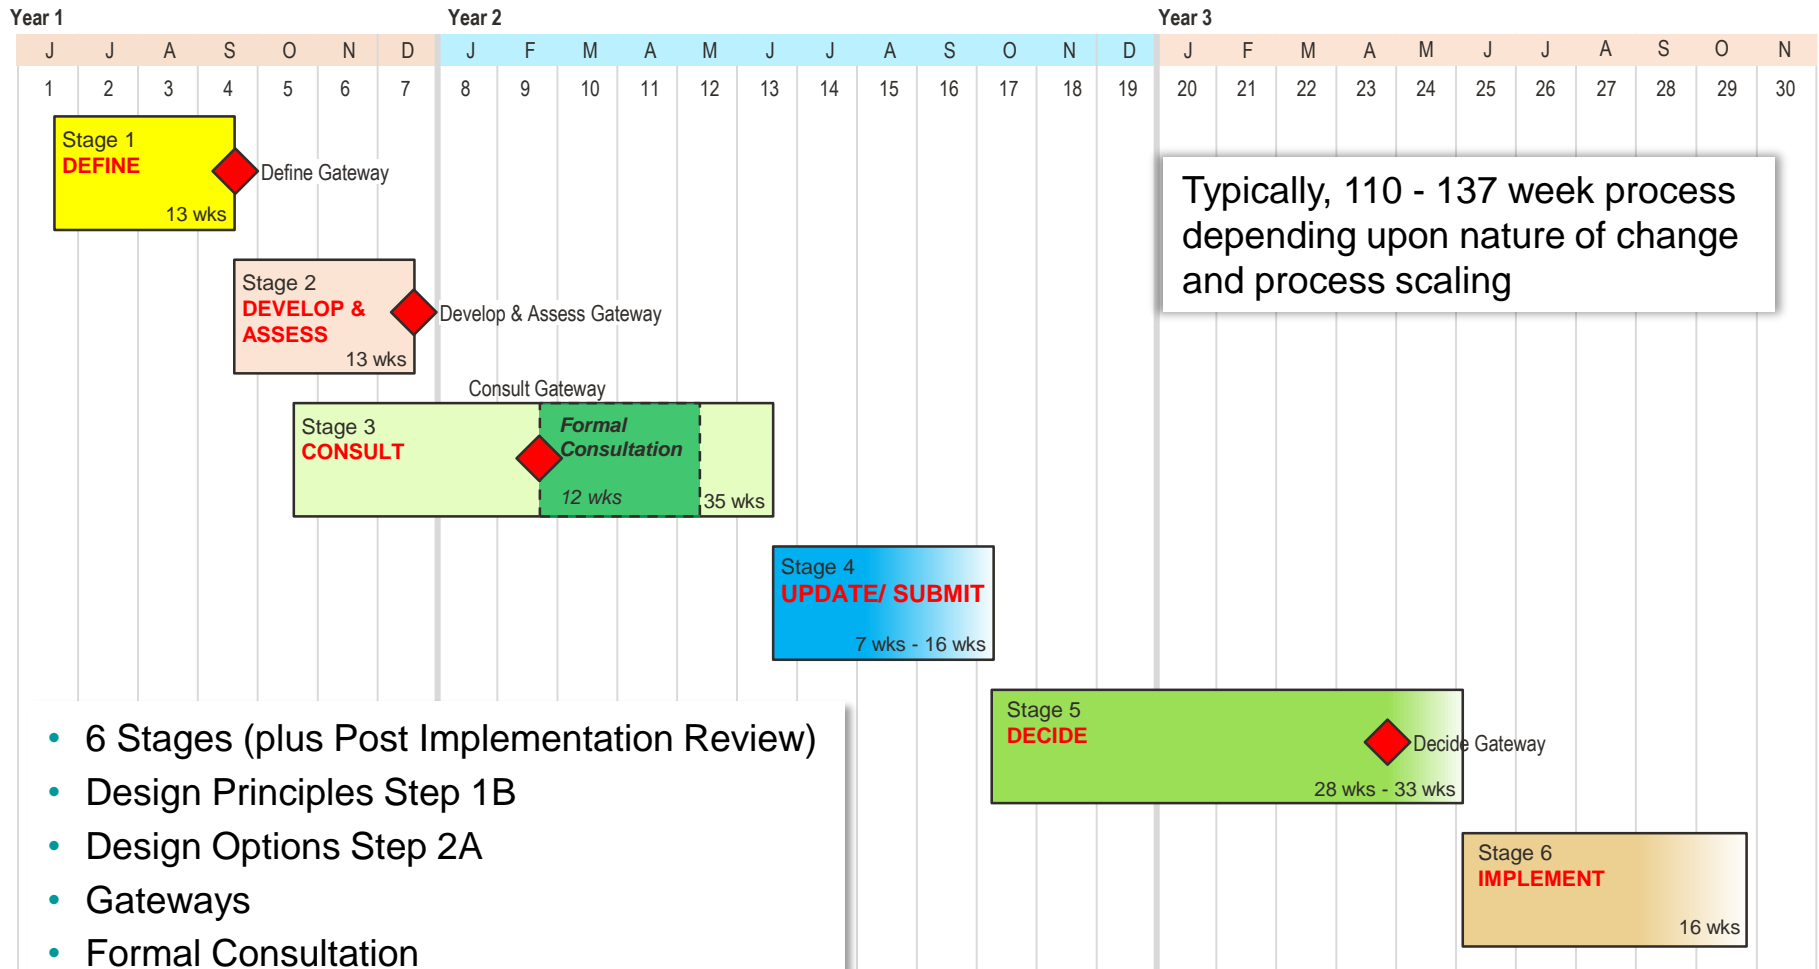 Year 1 Year 2 Year 3
J J A S O N D J F M A M J J A S O N D J F M A M J J A S O N
1 2 3 4 5 6 7 8 9 10 11 12 13 14 15 16 17 18 19 20 21 22 23 24 25 26 27 28 29 30
Stage 1
DEFINE
13 wks
Define Gateway
Typically, 110 - 137 week process
depending upon nature of change
and process scaling
Stage 2
DEVELOP &
ASSESS
13 wks
Develop & Assess Gateway
Consult Gateway
Stage 3
CONSULT
Formal
Consultation
12 wks
35 wks
Stage 4
UPDATE/ SUBMIT
7 wks - 16 wks
Stage 5
DECIDE
Decide Gateway
28 wks - 33 wks
Stage 6
IMPLEMENT
16 wks
• 6 Stages (plus Post Implementation Review)
• Design Principles Step 1B
• Design Options Step 2A
• Gateways
• Formal Consultation